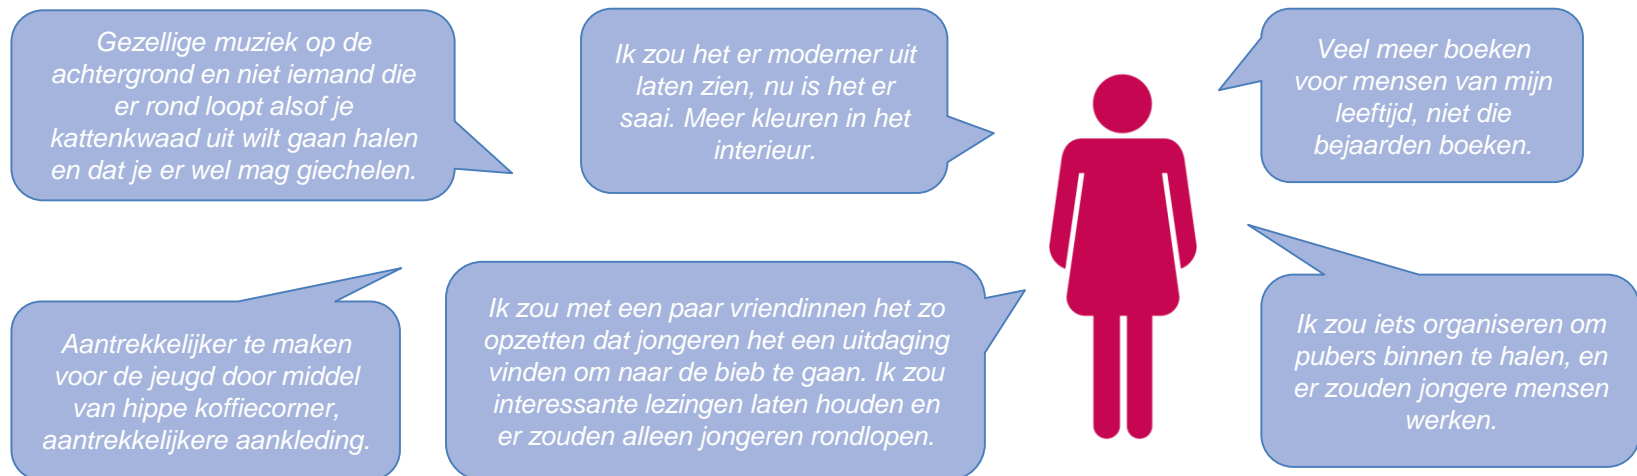 Gezellige muziek op de
achtergrond en niet iemand die
er rond loopt alsof je
kattenkwaad uit wilt gaan halen
en dat je er wel mag giechelen.
Ik zou het er moderner uit
laten zien, nu is het er
saai. Meer kleuren in het
interieur.
Veel meer boeken
voor mensen van mijn
leeftijd, niet die
bejaarden boeken.
Aantrekkelijker te maken
voor de jeugd door middel
van hippe koffiecorner,
aantrekkelijkere aankleding.
Ik zou met een paar vriendinnen het zo
opzetten dat jongeren het een uitdaging
vinden om naar de bieb te gaan. Ik zou
interessante lezingen laten houden en
er zouden alleen jongeren rondlopen.
Ik zou iets organiseren om
pubers binnen te halen, en
er zouden jongere mensen
werken.